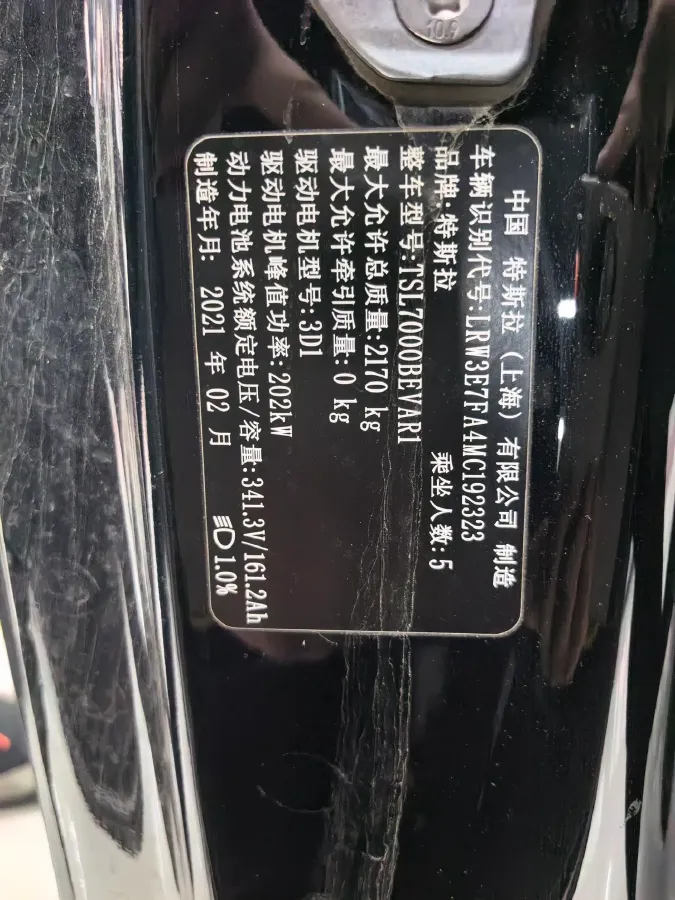 10.9
中国 特斯拉 (上海) 有限公司 制造
车辆识别代号:LRW3E7FA4MC192323
品牌:特斯拉 乘坐人数:5
整车型号:TSL7000BEVAR1
最大允许总质量:2170 kg
最大允许牵引质量:0 kg
驱动电机型号:3D1
驱动电机峰值功率:202kW
动力电池系统额定电压/容量:341.3V/161.2Ah
制造年月: 2021 年 02 月 1.0%